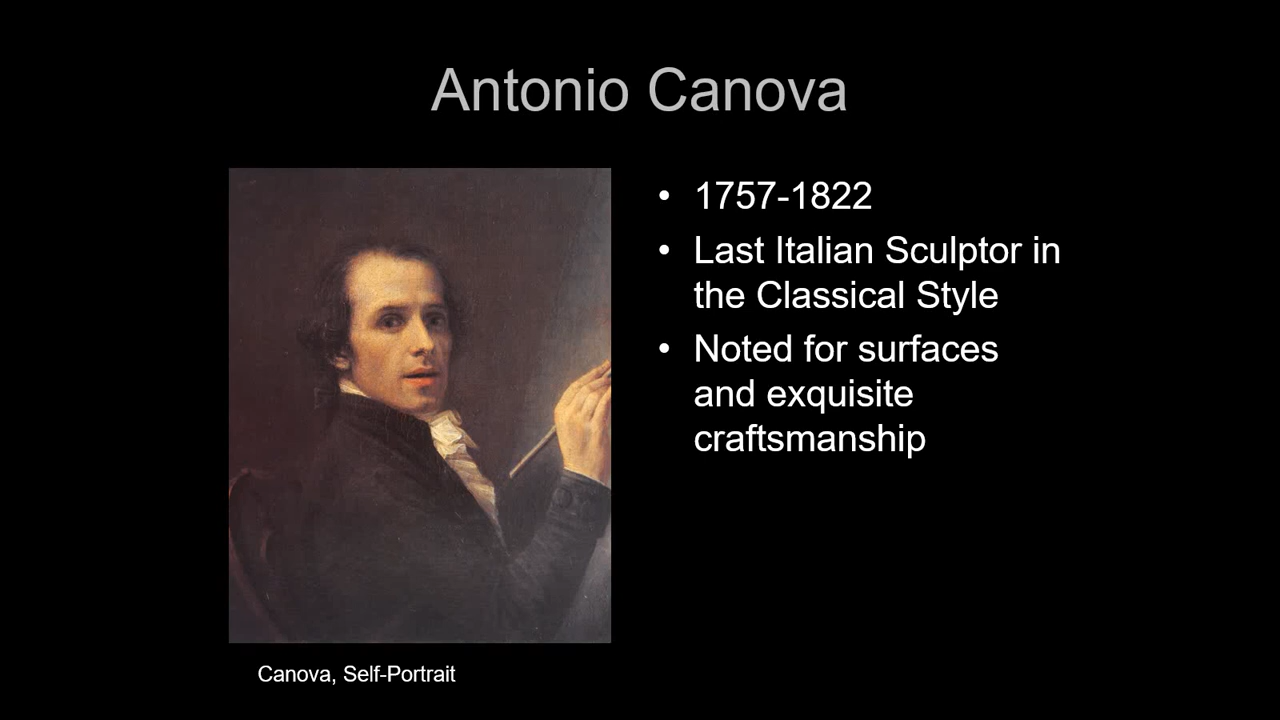 Antonio Canova
• 1757-1822
• Last Italian Sculptor in
the Classical Style
• Noted for surfaces
and exquisite
craftsmanship
Canova, Self-Portrait